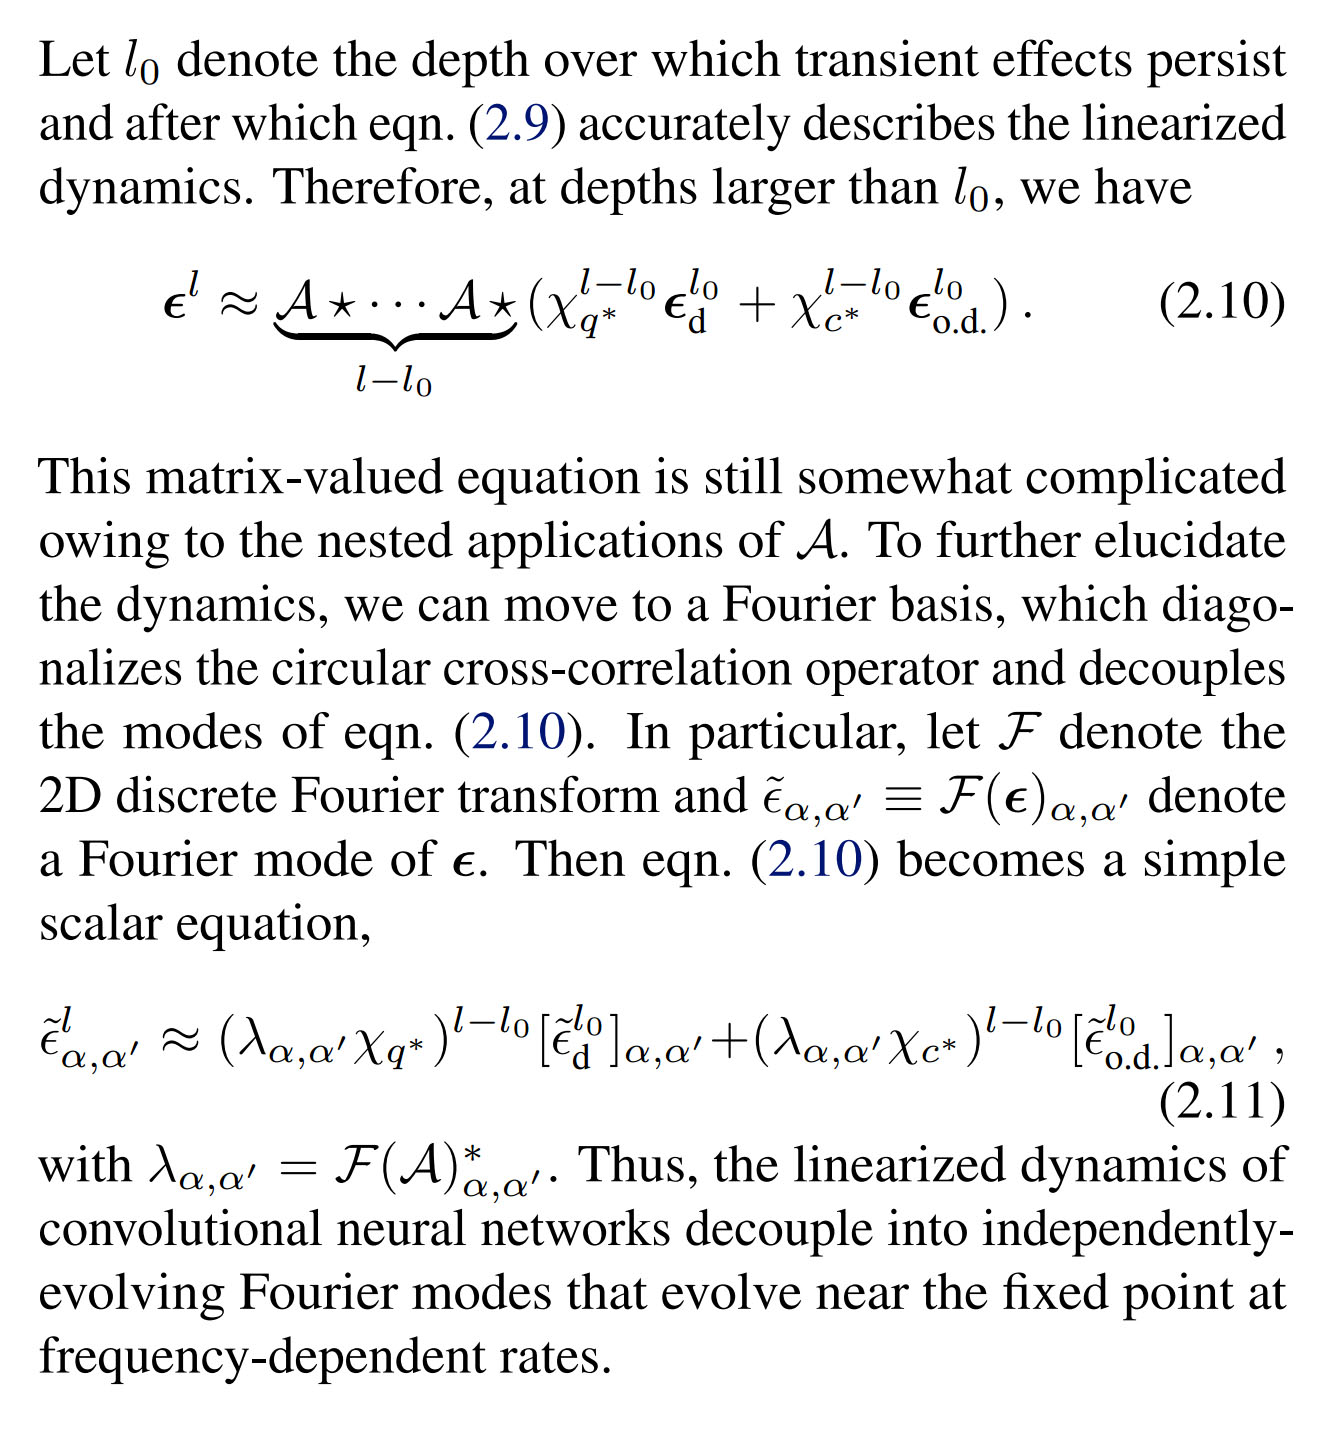 Let l₀ denote the depth over which transient effects persist
and after which eqn. (2.9) accurately describes the linearized
dynamics. Therefore, at depths larger than l₀, we have
$\boldsymbol{\epsilon}^{l} \approx \underbrace{\mathcal{A} \star \cdots \mathcal{A} \star}_{l-l_0} (\chi_{q^*}^{l-l_0} \boldsymbol{\epsilon}_{\text{d}}^{l_0} + \chi_{c^*}^{l-l_0} \boldsymbol{\epsilon}_{\text{o.d.}}^{l_0}) .$ (2.10)
This matrix-valued equation is still somewhat complicated
owing to the nested applications of $\mathcal{A}$. To further elucidate
the dynamics, we can move to a Fourier basis, which diago-
nalizes the circular cross-correlation operator and decouples
the modes of eqn. (2.10). In particular, let $\mathcal{F}$ denote the
2D discrete Fourier transform and $\tilde{\epsilon}_{\alpha,\alpha'} \equiv \mathcal{F}(\boldsymbol{\epsilon})_{\alpha,\alpha'}$ denote
a Fourier mode of $\boldsymbol{\epsilon}$. Then eqn. (2.10) becomes a simple
scalar equation,
$\tilde{\epsilon}_{\alpha,\alpha'}^{l} \approx (\lambda_{\alpha,\alpha'} \chi_{q^*})^{l-l_0} [\tilde{\epsilon}_{\text{d}}^{l_0}]_{\alpha,\alpha'} + (\lambda_{\alpha,\alpha'} \chi_{c^*})^{l-l_0} [\tilde{\epsilon}_{\text{o.d.}}^{l_0}]_{\alpha,\alpha'} ,$
(2.11)
with $\lambda_{\alpha,\alpha'} = \mathcal{F}(\mathcal{A})_{\alpha,\alpha'}^{*}$. Thus, the linearized dynamics of
convolutional neural networks decouple into independently-
evolving Fourier modes that evolve near the fixed point at
frequency-dependent rates.